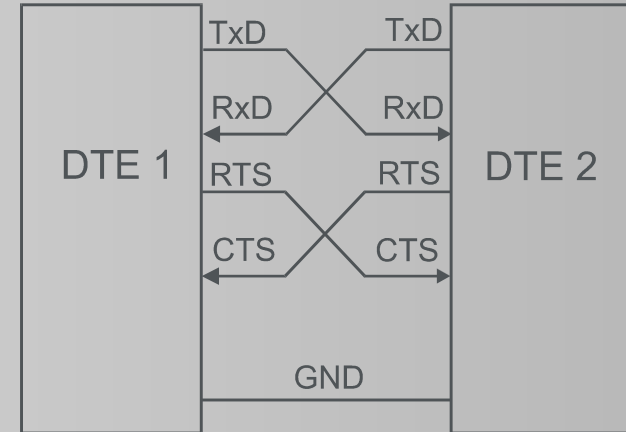 TxD TxD
RxD RxD
DTE 1 DTE 2
RTS RTS
CTS CTS
GND